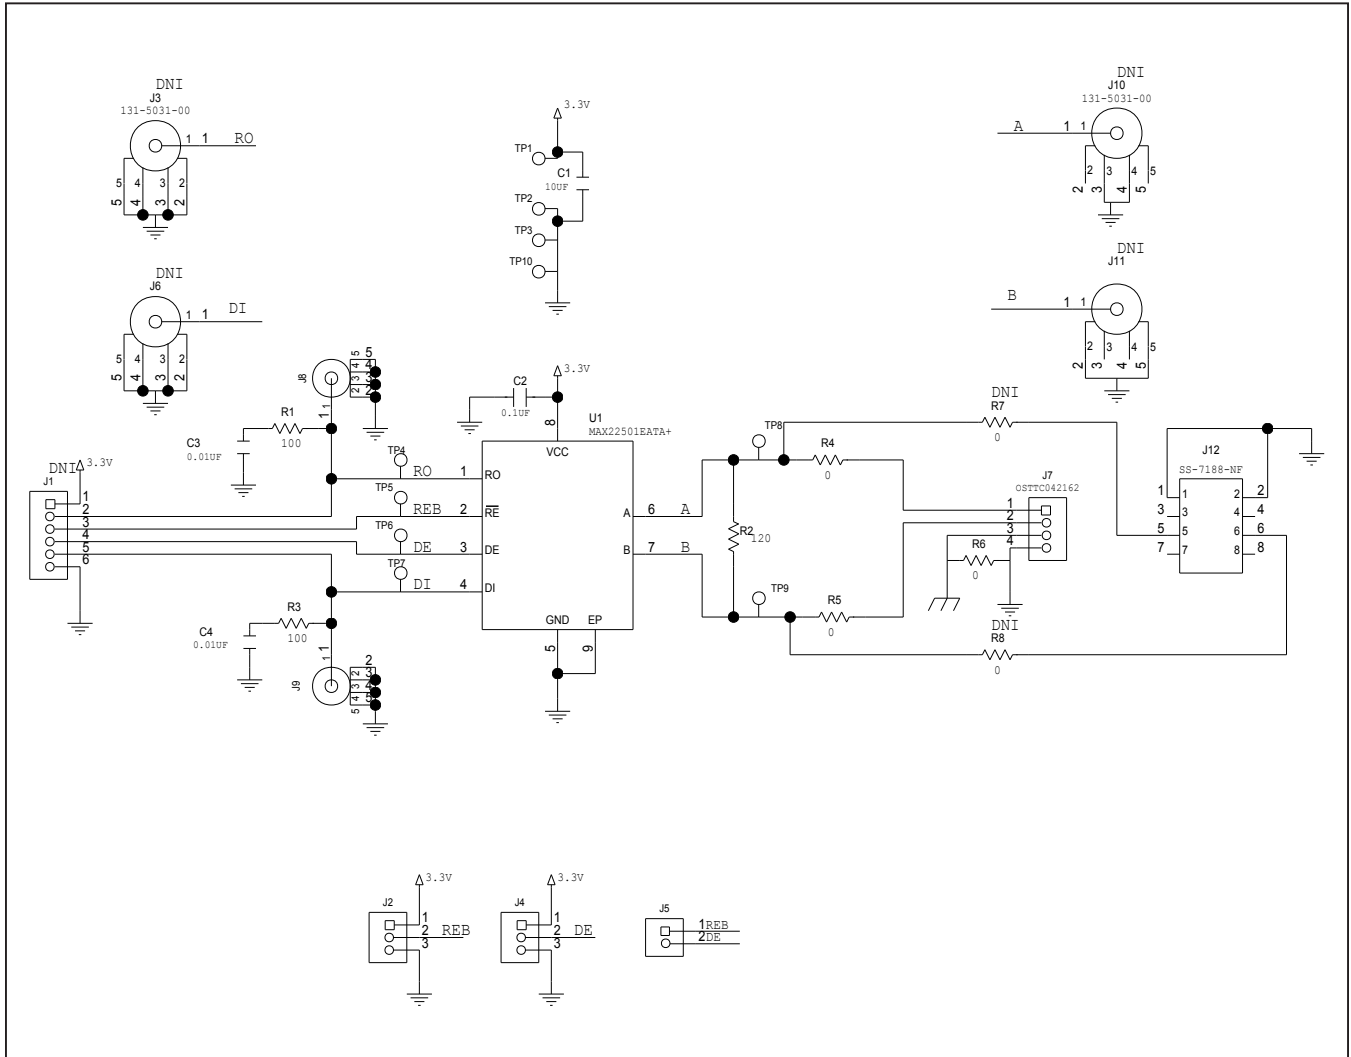 DNI
J3
131-5031-00
1 1 RO
5 4 3 2
5 4 3 2
DNI
J6
1 1 DI
5 4 3 2
5 4 3 2
3.3V
TP1
C1
10UF
TP2
TP3
TP10
DNI
J10
131-5031-00
A 1 1
2 3 4 5
2 3 4 5
DNI
J11
B 1 1
2 3 4 5
2 3 4 5
J8
5 4 3 2
5 4 3 2
1 1
R1
100
C3
0.01UF
3.3V
C2
0.1UF
8
U1
MAX22501EATA+
VCC
DNI
J1
3.3V
1
2
3
4
5
6
TP4
RO 1 RO
TP5
REB 2 RE
TP6
DE 3 DE
TP7
DI 4 DI
A 6 A
B 7 B
GND EP
5 9
R3
100
C4
0.01UF
1 1
J9
2 3 4 5
2 3 4 5
TP8
R4
0
R2
120
TP9
R5
0
DNI
R7
0
J7
OSTTC042162
1
2
3
4
R6
0
DNI
R8
0
J12
SS-7188-NF
1 1 2 2
3 3 4 4
5 5 6 6
7 7 8 8
J2
3.3V
1
2 REB
3
J4
3.3V
1
2 DE
3
J5
1 REB
2 DE